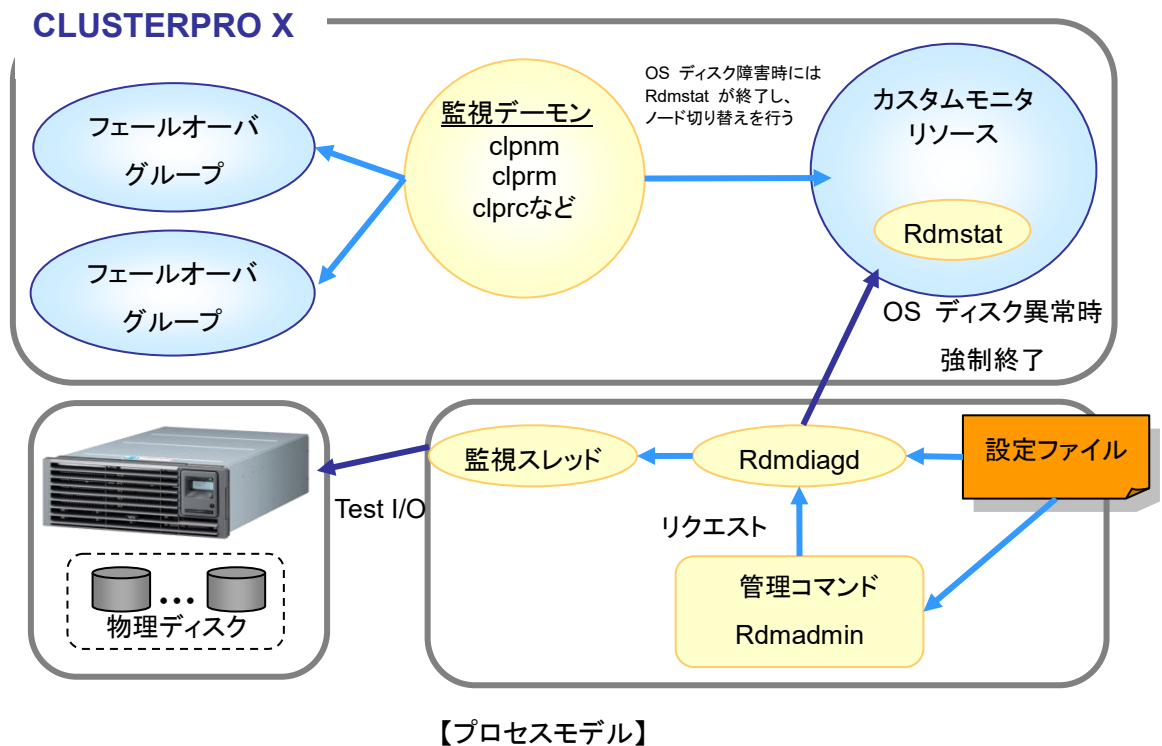 CLUSTERPRO X
フェールオーバ
グループ
フェールオーバ
グループ
監視デーモン
clpnm
clprm
clprcなど
OS ディスク障害時には
Rdmstat が終了し、
ノード切り替えを行う
カスタムモニタ
リソース
Rdmstat
OS ディスク異常時
強制終了
Test I/O
物理ディスク
監視スレッド
Rdmdiagd
設定ファイル
リクエスト
管理コマンド
Rdmadmin
【プロセスモデル】